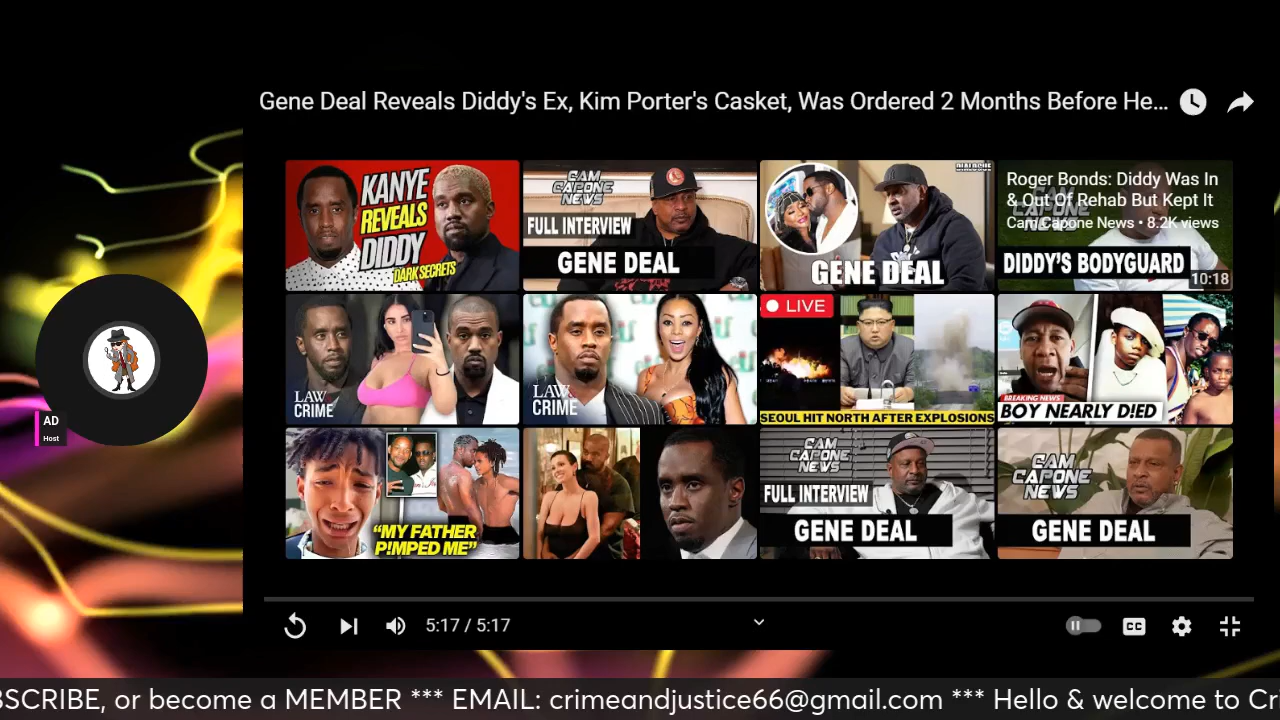 Gene Deal Reveals Diddy's Ex, Kim Porter's Casket, Was Ordered 2 Months Before He...
KANYE
REVEALS
DIDDY
DARK SECRETS
CAM
CAPONE
NEWS
FULL INTERVIEW
GENE DEAL
DIALOGUE
GENE DEAL
Roger Bonds: Diddy Was In
& Out Of Rehab But Kept It
Cam Capone News • 8.2K views
DIDDY'S BODYGUARD
10:18
LAW&
CRIME
LAW&
CRIME
LIVE
SEOUL HIT NORTH AFTER EXPLOSIONS
BREAKING NEWS
BOY NEARLY D!ED
"MY FATHER
P!MPED ME"
CAM
CAPONE
NEWS
FULL INTERVIEW
GENE DEAL
CAM
CAPONE
NEWS
GENE DEAL
AD
Host
5:17 / 5:17
CC
BSCRIBE, or become a MEMBER *** EMAIL: crimeandjustice66@gmail.com *** Hello & welcome to Cr